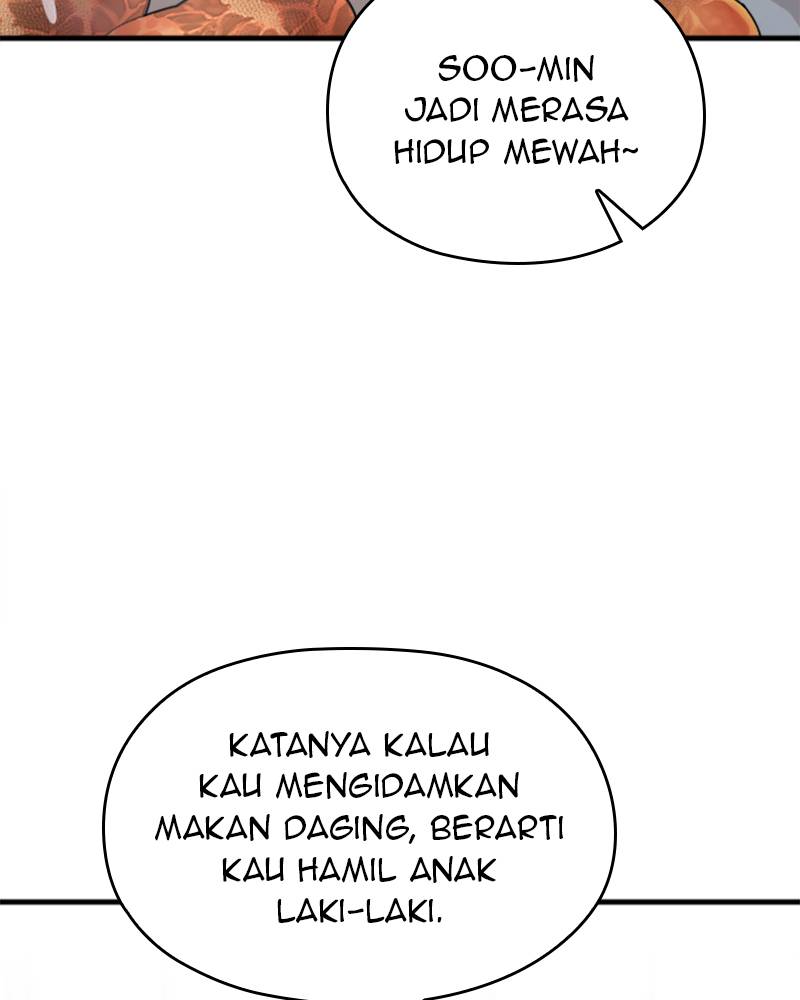 SOO-MIN
JADI MERASA
HIDUP MEWAH~
KATANYA KALAU
KAU MENGIDAMKAN
MAKAN DAGING, BERARTI
KAU HAMIL ANAK
LAKI-LAKI.